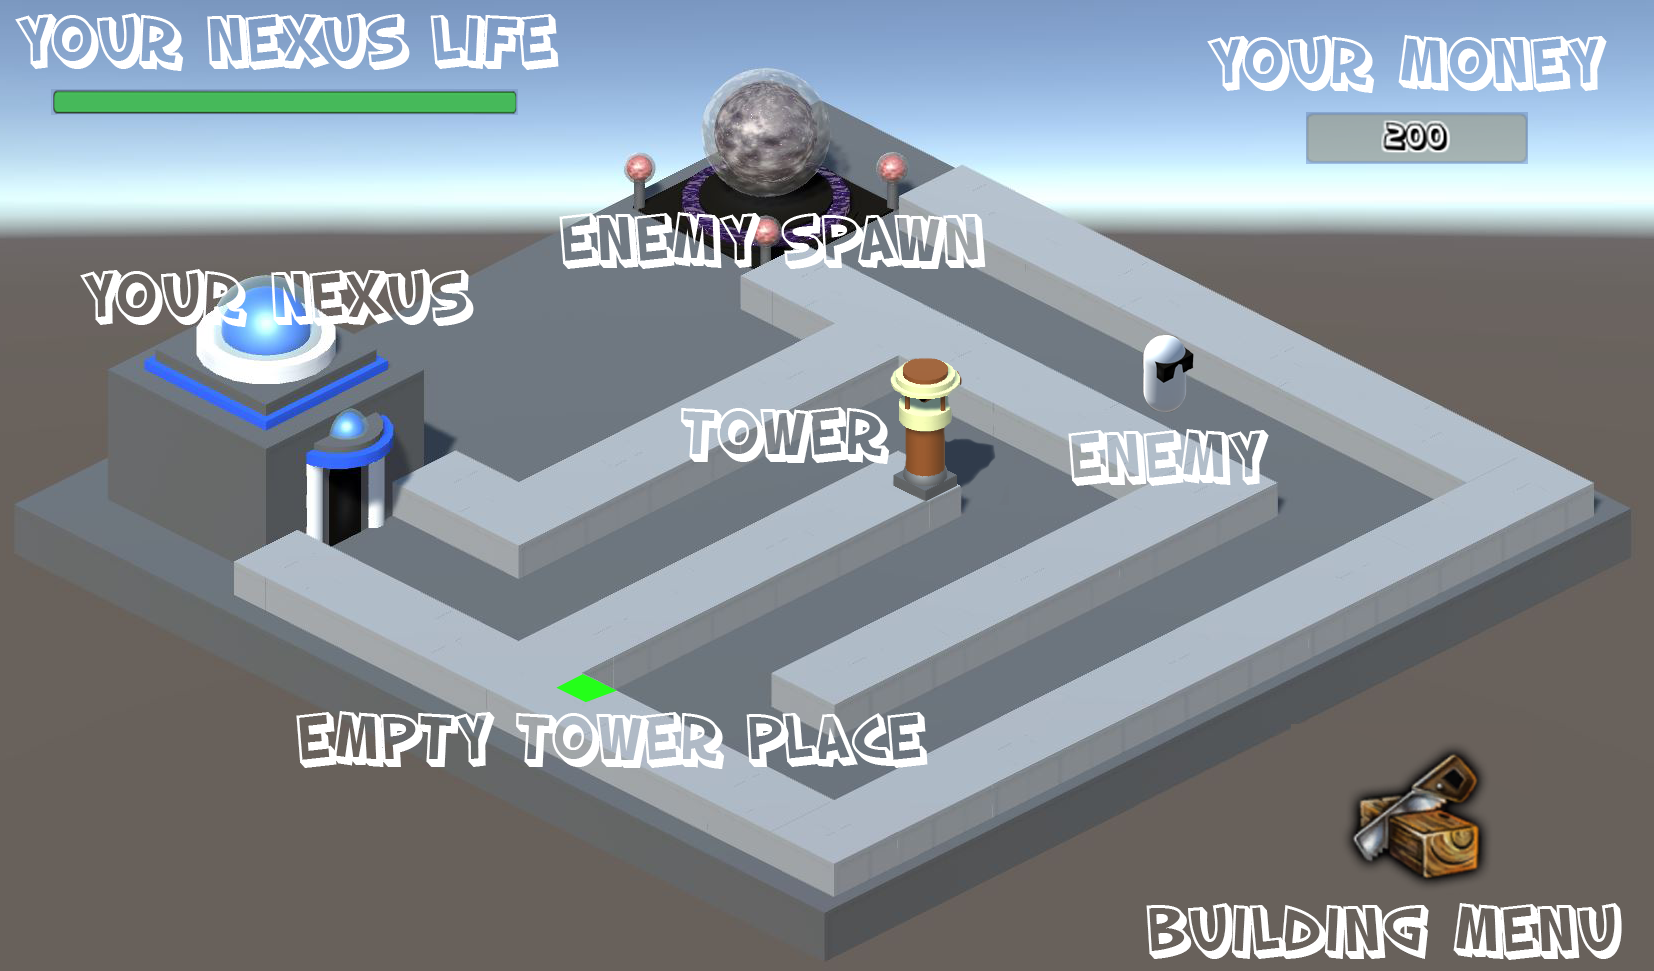 YOUR NEXUS LIFE
YOUR MONEY
200
ENEMY SPAWN
YOUR NEXUS
TOWER
ENEMY
EMPTY TOWER PLACE
BUILDING MENU